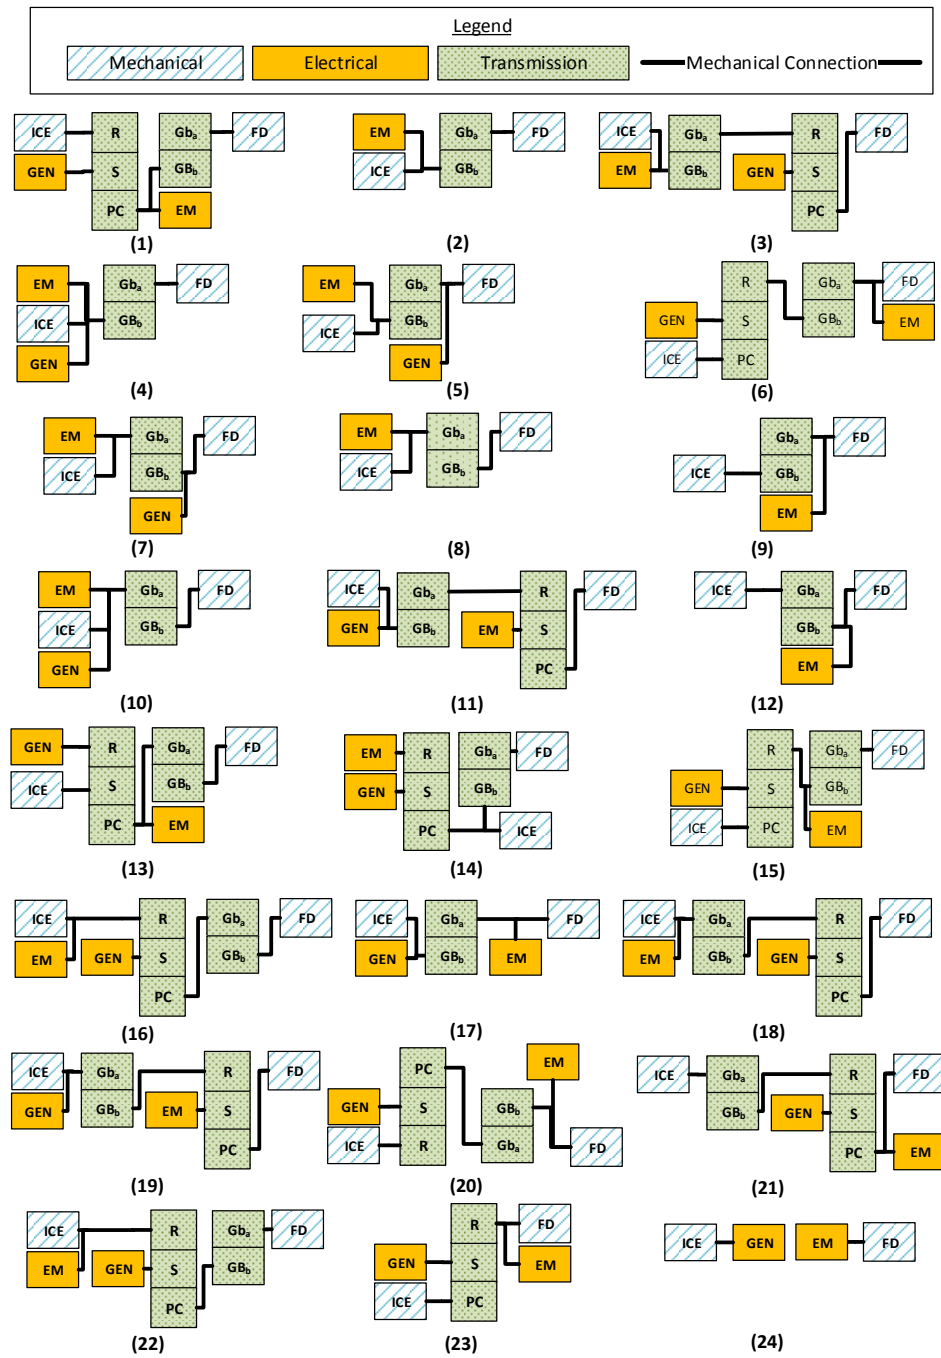 Legend
Mechanical Electrical Transmission Mechanical Connection
ICE R Gba FD
GEN S GBb
PC EM
(1)
EM Gba FD
ICE GBb
(2)
ICE Gba R FD
EM GBb GEN S
PC
(3)
EM Gba FD
ICE GBb
GEN
(4)
EM Gba FD
ICE GBb
GEN
(5)
R Gba FD
GEN S GBb EM
ICE PC
(6)
EM Gba FD
ICE GBb
GEN
(7)
EM Gba FD
ICE GBb
(8)
Gba FD
ICE GBb
EM
(9)
EM Gba FD
ICE GBb
GEN
(10)
ICE Gba R FD
GEN GBb EM S
PC
(11)
ICE Gba FD
GBb
EM
(12)
GEN R Gba FD
ICE S GBb
PC EM
(13)
EM R Gba FD
GEN S GBb
PC ICE
(14)
R Gba FD
GEN S GBb
ICE PC EM
(15)
ICE R Gba FD
EM GEN S GBb
PC
(16)
ICE Gba FD
GEN GBb EM
(17)
ICE Gba R FD
EM GBb GEN S
PC
(18)
ICE Gba R FD
GEN GBb EM S
PC
(19)
PC EM
GEN S GBb
ICE R Gba FD
(20)
ICE Gba R FD
GBb GEN S
PC EM
(21)
ICE R Gba FD
EM GEN S GBb
PC
(22)
R FD
GEN S EM
ICE PC
(23)
ICE GEN EM FD
(24)